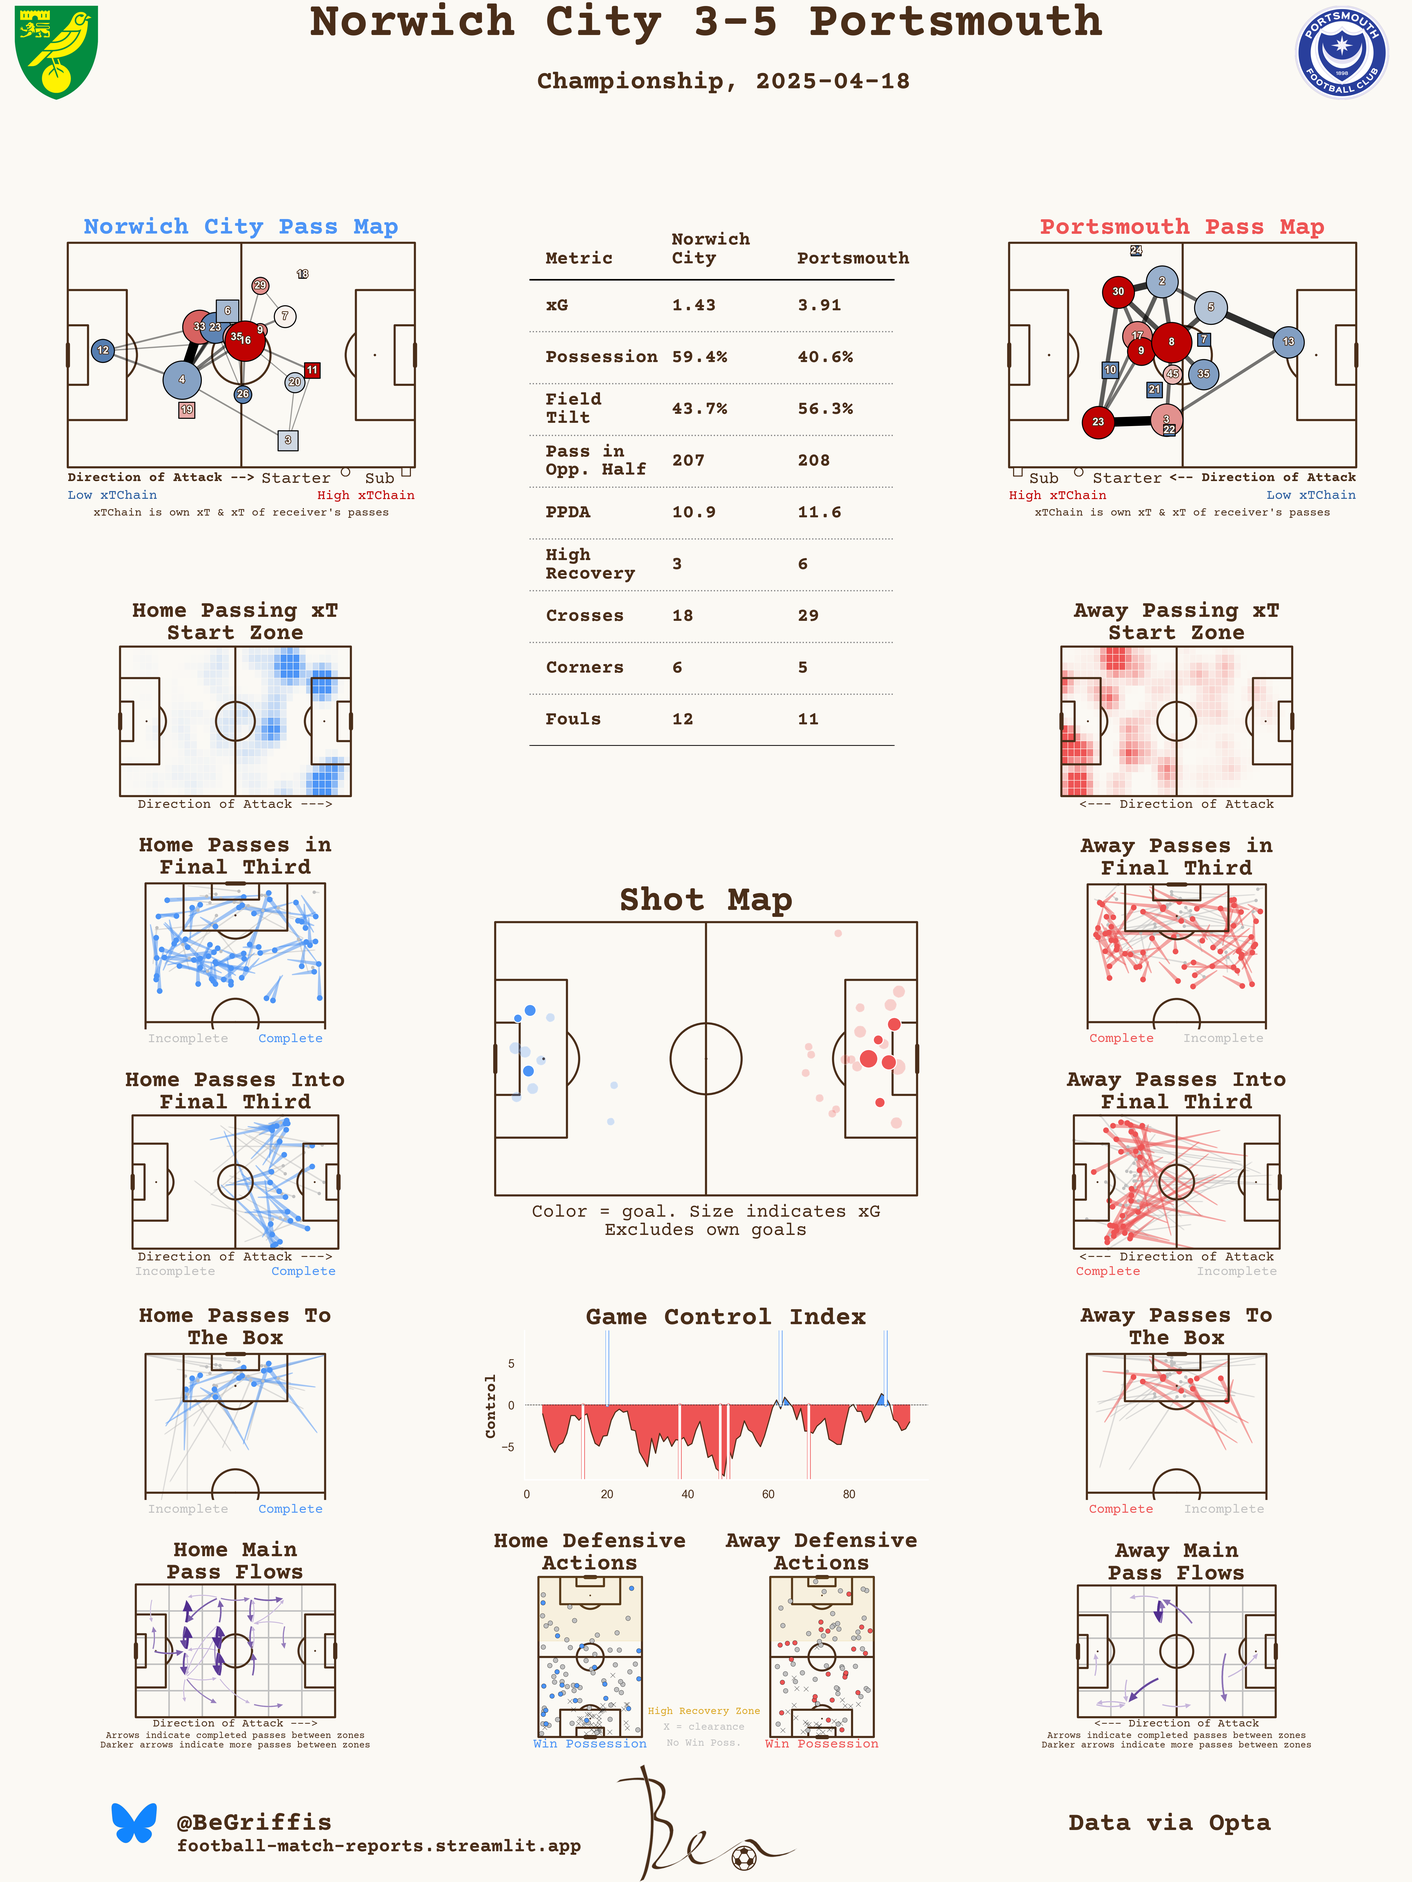 Norwich City 3-5 Portsmouth
Championship, 2025-04-18
PORTSMOUTH
1898
FOOTBALL CLUB
Norwich City Pass Map
18
29
7
6
33
23
9
35
16
12
4
11
20
26
19
3
Direction of Attack --> Starter Sub
Low xTChain High xTChain
xTChain is own xT & xT of receiver's passes
Metric Norwich City Portsmouth
xG 1.43 3.91
Possession 59.4% 40.6%
Field Tilt 43.7% 56.3%
Pass in Opp. Half 207 208
PPDA 10.9 11.6
High Recovery 3 6
Crosses 18 29
Corners 6 5
Fouls 12 11
Portsmouth Pass Map
24
2
30
5
17
8
7
13
9
10
45
35
21
23
3
22
Sub Starter <-- Direction of Attack
High xTChain Low xTChain
xTChain is own xT & xT of receiver's passes
Home Passing xT
Start Zone
Direction of Attack --->
Away Passing xT
Start Zone
<--- Direction of Attack
Home Passes in
Final Third
Incomplete Complete
Away Passes in
Final Third
Complete Incomplete
Shot Map
Color = goal. Size indicates xG
Excludes own goals
Home Passes Into
Final Third
Direction of Attack --->
Incomplete Complete
Away Passes Into
Final Third
<--- Direction of Attack
Complete Incomplete
Game Control Index
Control
5
0
−5
0 20 40 60 80
Home Passes To
The Box
Incomplete Complete
Away Passes To
The Box
Complete Incomplete
Home Main
Pass Flows
Direction of Attack --->
Arrows indicate completed passes between zones
Darker arrows indicate more passes between zones
Home Defensive
Actions
Win Possession
Away Defensive
Actions
Win Possession
High Recovery Zone
X = clearance
No Win Poss.
Away Main
Pass Flows
<--- Direction of Attack
Arrows indicate completed passes between zones
Darker arrows indicate more passes between zones
@BeGriffis
football-match-reports.streamlit.app
Ben
Data via Opta